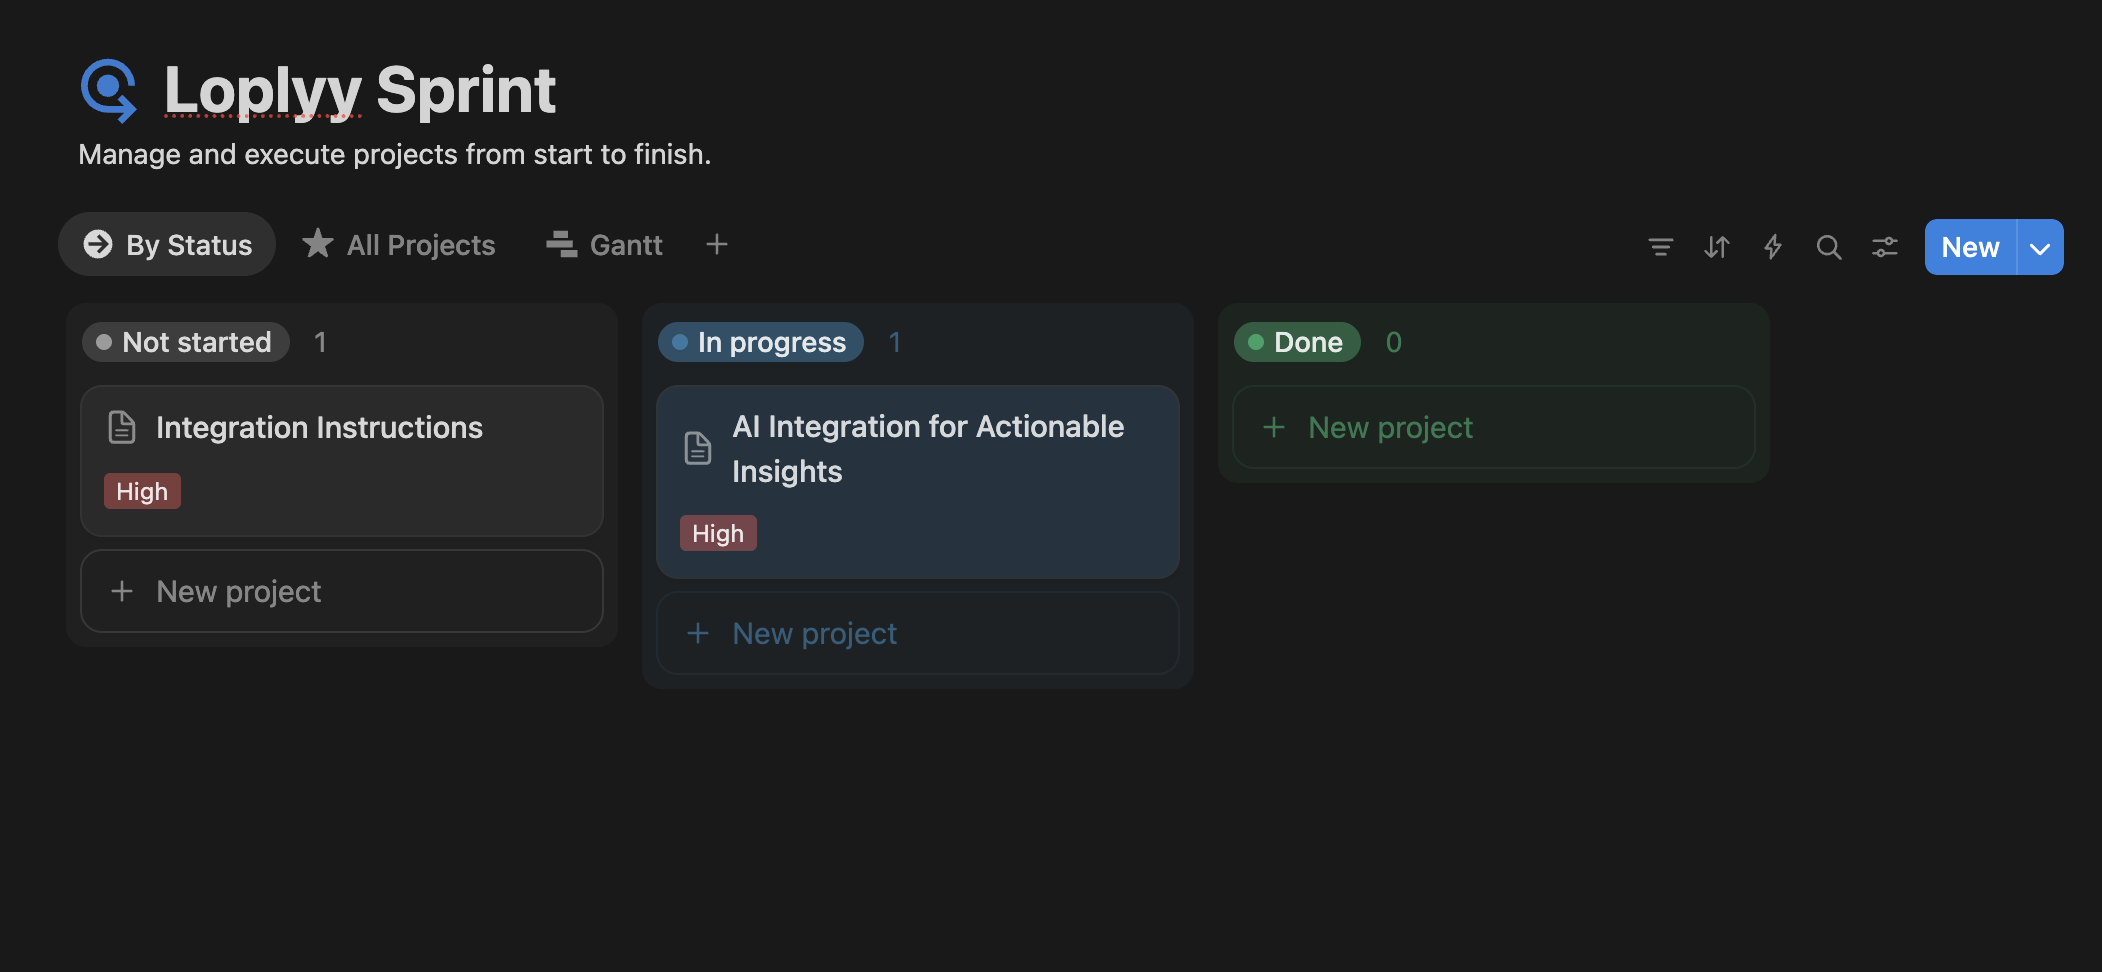 Loplyy Sprint
Manage and execute projects from start to finish.
By Status
All Projects
Gantt
New
Not started 1
Integration Instructions
High
New project
In progress 1
AI Integration for Actionable
Insights
High
New project
Done 0
New project